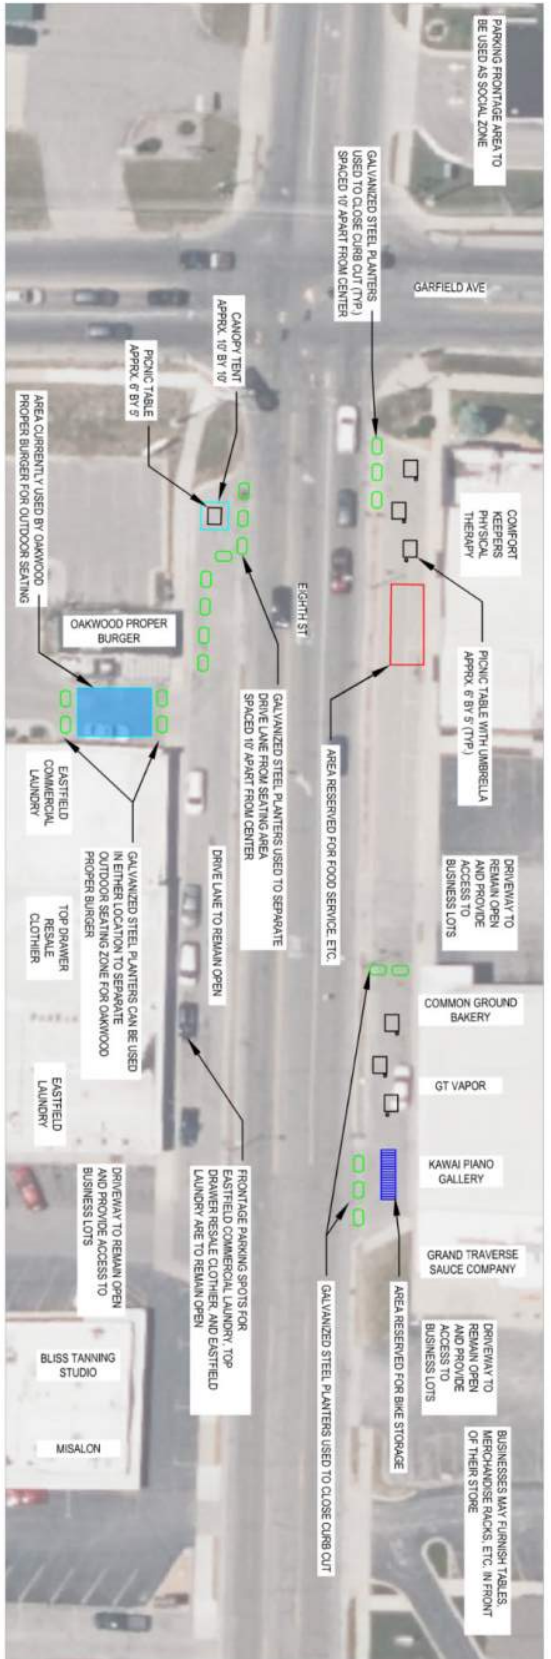 PARKING FRONTAGE AREA TO
BE USED AS SOCIAL ZONE
GALVANIZED STEEL PLANTERS
USED TO CLOSE CURB CUT (TYP.)
SPACED 10' APART FROM CENTER
GARFIELD AVE
CANOPY TENT
APPRX. 10' BY 10'
PICNIC TABLE
APPRX. 6' BY 5'
AREA CURRENTLY USED BY OAKWOOD
PROPER BURGER FOR OUTDOOR SEATING
COMFORT
KEEPERS
PHYSICAL
THERAPY
PICNIC TABLE WITH UMBRELLA
APPRX. 6' BY 5' (TYP.)
EIGHTH ST
OAKWOOD PROPER
BURGER
GALVANIZED STEEL PLANTERS USED TO SEPARATE
DRIVE LANE FROM SEATING AREA
SPACED 10' APART FROM CENTER
AREA RESERVED FOR FOOD SERVICE, ETC.
DRIVEWAY TO
REMAIN OPEN
AND PROVIDE
ACCESS TO
BUSINESS LOTS
EASTFIELD
COMMERCIAL
LAUNDRY
GALVANIZED STEEL PLANTERS CAN BE USED
IN EITHER LOCATION TO SEPARATE
OUTDOOR SEATING ZONE FOR OAKWOOD
PROPER BURGER
DRIVE LANE TO REMAIN OPEN
TOP DRAWER
RESALE
CLOTHIER
COMMON GROUND
BAKERY
GT VAPOR
EASTFIELD
LAUNDRY
KAWAI PIANO
GALLERY
GRAND TRAVERSE
SAUCE COMPANY
DRIVEWAY TO REMAIN OPEN
AND PROVIDE ACCESS TO
BUSINESS LOTS
FRONTAGE PARKING SPOTS FOR
EASTFIELD COMMERCIAL LAUNDRY, TOP
DRAWER RESALE CLOTHIER, AND EASTFIELD
LAUNDRY ARE TO REMAIN OPEN
GALVANIZED STEEL PLANTERS USED TO CLOSE CURB CUT
AREA RESERVED FOR BIKE STORAGE
DRIVEWAY TO
REMAIN OPEN
AND PROVIDE
ACCESS TO
BUSINESS LOTS
BLISS TANNING
STUDIO
MISALON
BUSINESSES MAY FURNISH TABLES,
MERCHANDISE RACKS, ETC. IN FRONT
OF THEIR STORE